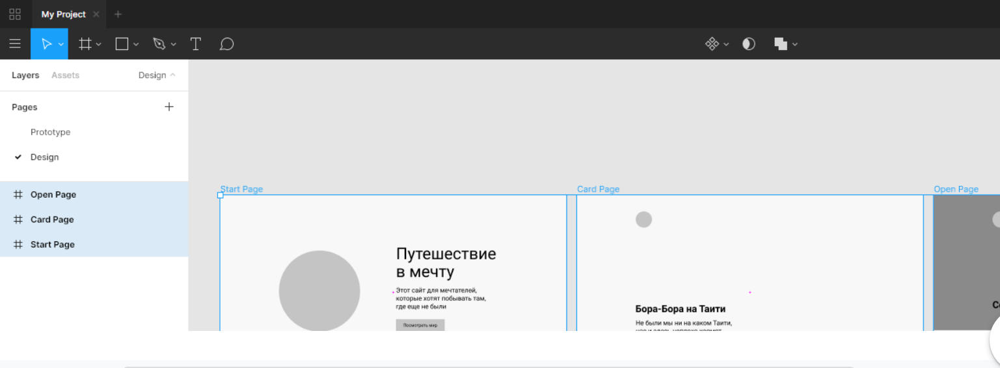 My Project
Layers
Assets
Design
Pages
Prototype
Design
Open Page
Card Page
Start Page
Start Page
Card Page
Open Page
Путешествие
в мечту
Этот сайт для мечтателей,
которые хотят побывать там,
где еще не были
Посмотреть мир
Бора-Бора на Таити
Не были мы ни на каком Таити,